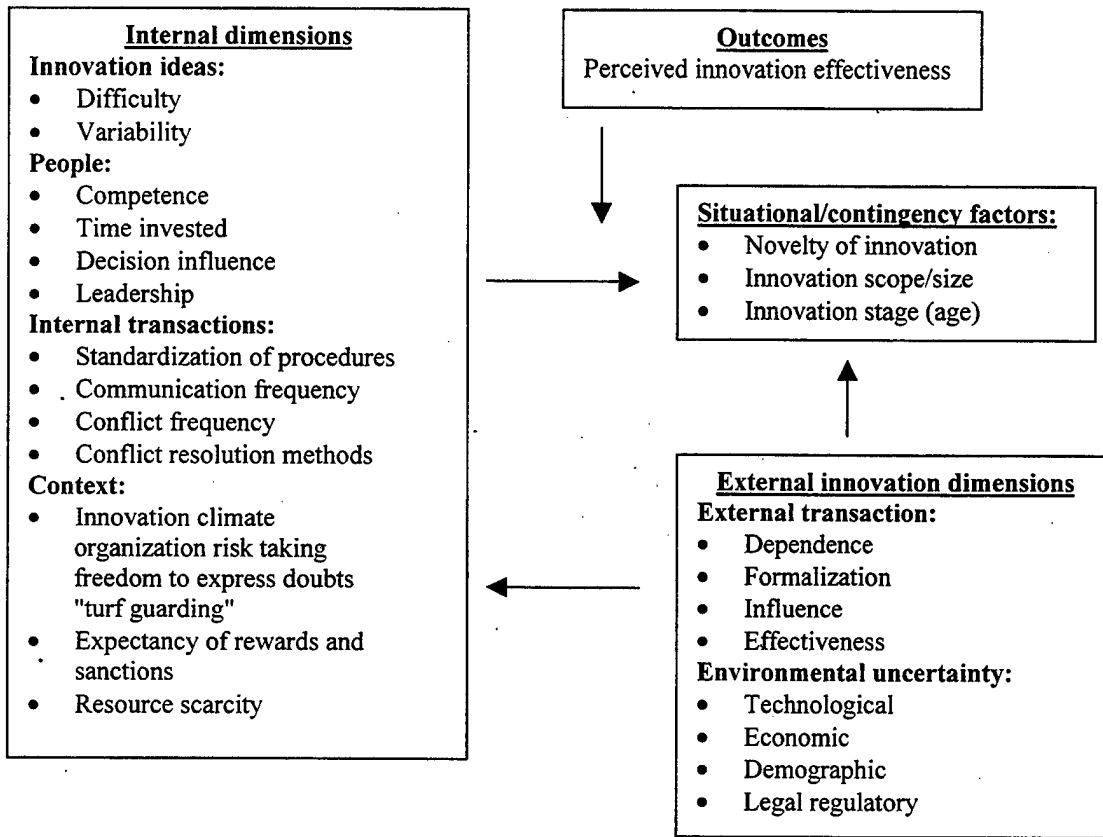 Internal dimensions
Innovation ideas:
• Difficulty
• Variability
People:
• Competence
• Time invested
• Decision influence
• Leadership
Internal transactions:
• Standardization of procedures
• Communication frequency
• Conflict frequency
• Conflict resolution methods
Context:
• Innovation climate
organization risk taking
freedom to express doubts
"turf guarding"
• Expectancy of rewards and
sanctions
• Resource scarcity
Outcomes
Perceived innovation effectiveness
Situational/contingency factors:
• Novelty of innovation
• Innovation scope/size
• Innovation stage (age)
External innovation dimensions
External transaction:
• Dependence
• Formalization
• Influence
• Effectiveness
Environmental uncertainty:
• Technological
• Economic
• Demographic
• Legal regulatory